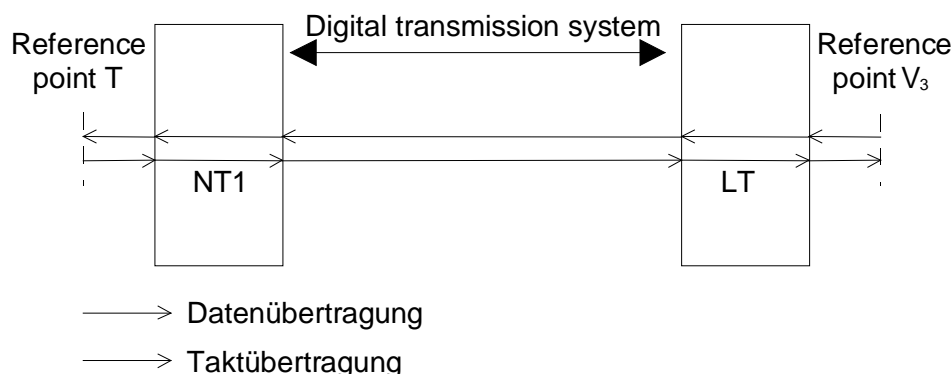 Digital transmission system
Reference
point T
Reference
point V₃
NT1
LT
Datenübertragung
Taktübertragung